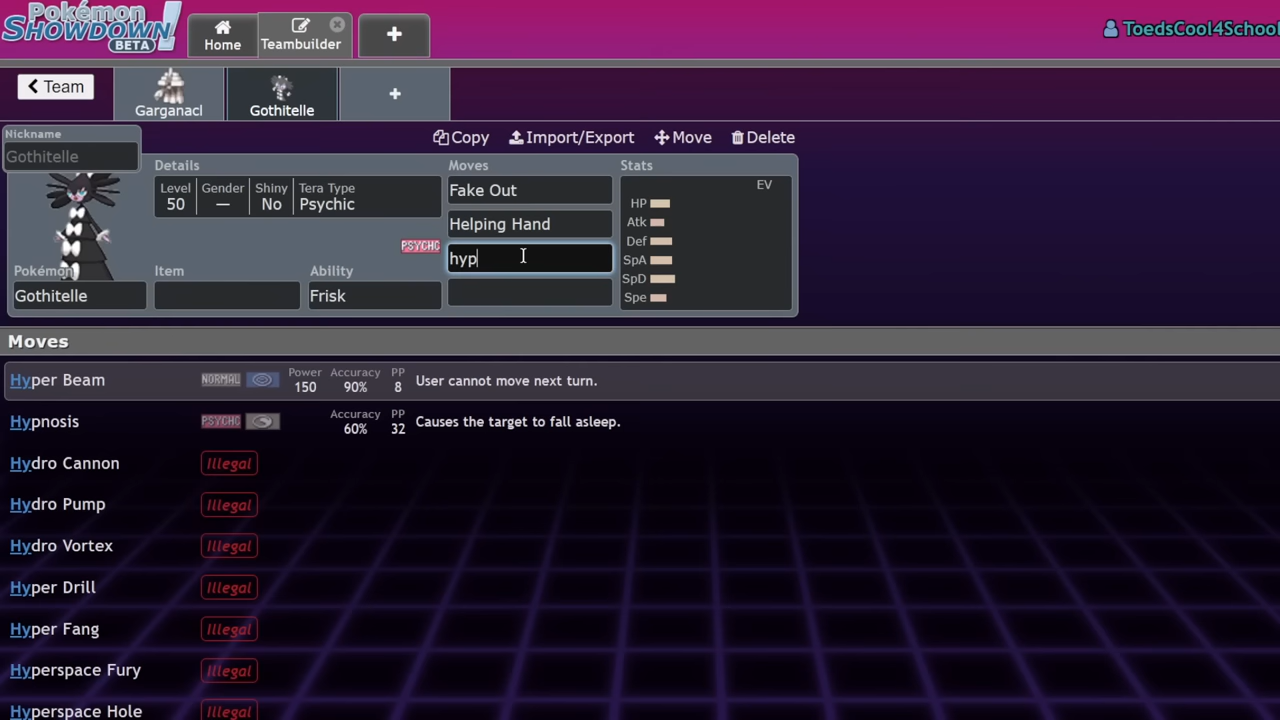 Pokémon
SHOWDOWN!
BETA
Home
Teambuilder
+
ToedsCool4School
Team
Garganacl
Gothitelle
+
Nickname
Gothitelle
Copy
Import/Export
Move
Delete
Details
Moves
Stats
Level
Gender
Shiny
Tera Type
50
—
No
Psychic
Fake Out
Helping Hand
PSYCHC
hyp
EV
HP
Atk
Def
SpA
SpD
Spe
Pokémon
Item
Ability
Gothitelle
Frisk
Moves
Hyper Beam NORMAL Power 150 Accuracy 90% PP 8 User cannot move next turn.
Hypnosis PSYCHC Accuracy 60% PP 32 Causes the target to fall asleep.
Hydro Cannon Illegal
Hydro Pump Illegal
Hydro Vortex Illegal
Hyper Drill Illegal
Hyper Fang Illegal
Hyperspace Fury Illegal
Hyperspace Hole Illegal